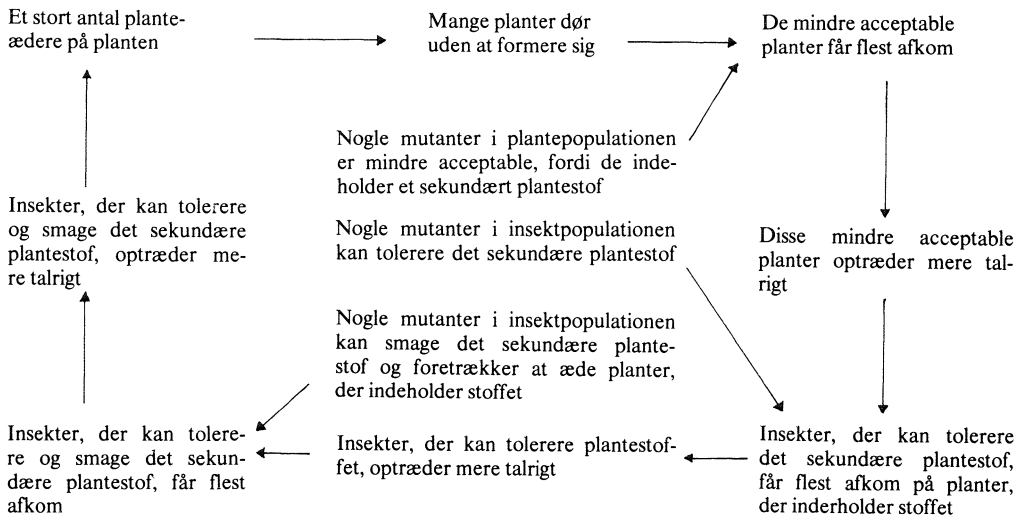 Et stort antal plante-
ædere på planten
Mange planter dør
uden at formere sig
De mindre acceptable
planter får flest afkom
Nogle mutanter i plantepopulationen
er mindre acceptable, fordi de inde-
holder et sekundært plantestof
Insekter, der kan tolerere
og smage det sekundære
plantestof, optræder me-
re talrigt
Nogle mutanter i insektpopulationen
kan tolerere det sekundære plantestof
Disse mindre acceptable
planter optræder mere tal-
rigt
Nogle mutanter i insektpopulationen
kan smage det sekundære plante-
stof og foretrækker at æde planter,
der indeholder stoffet
Insekter, der kan tolere-
re og smage det sekun-
dære plantestof, får flest
afkom
Insekter, der kan tolerere plantestof-
fet, optræder mere talrigt
Insekter, der kan tolerere
det sekundære plantestof,
får flest afkom på planter,
der inderholder stoffet